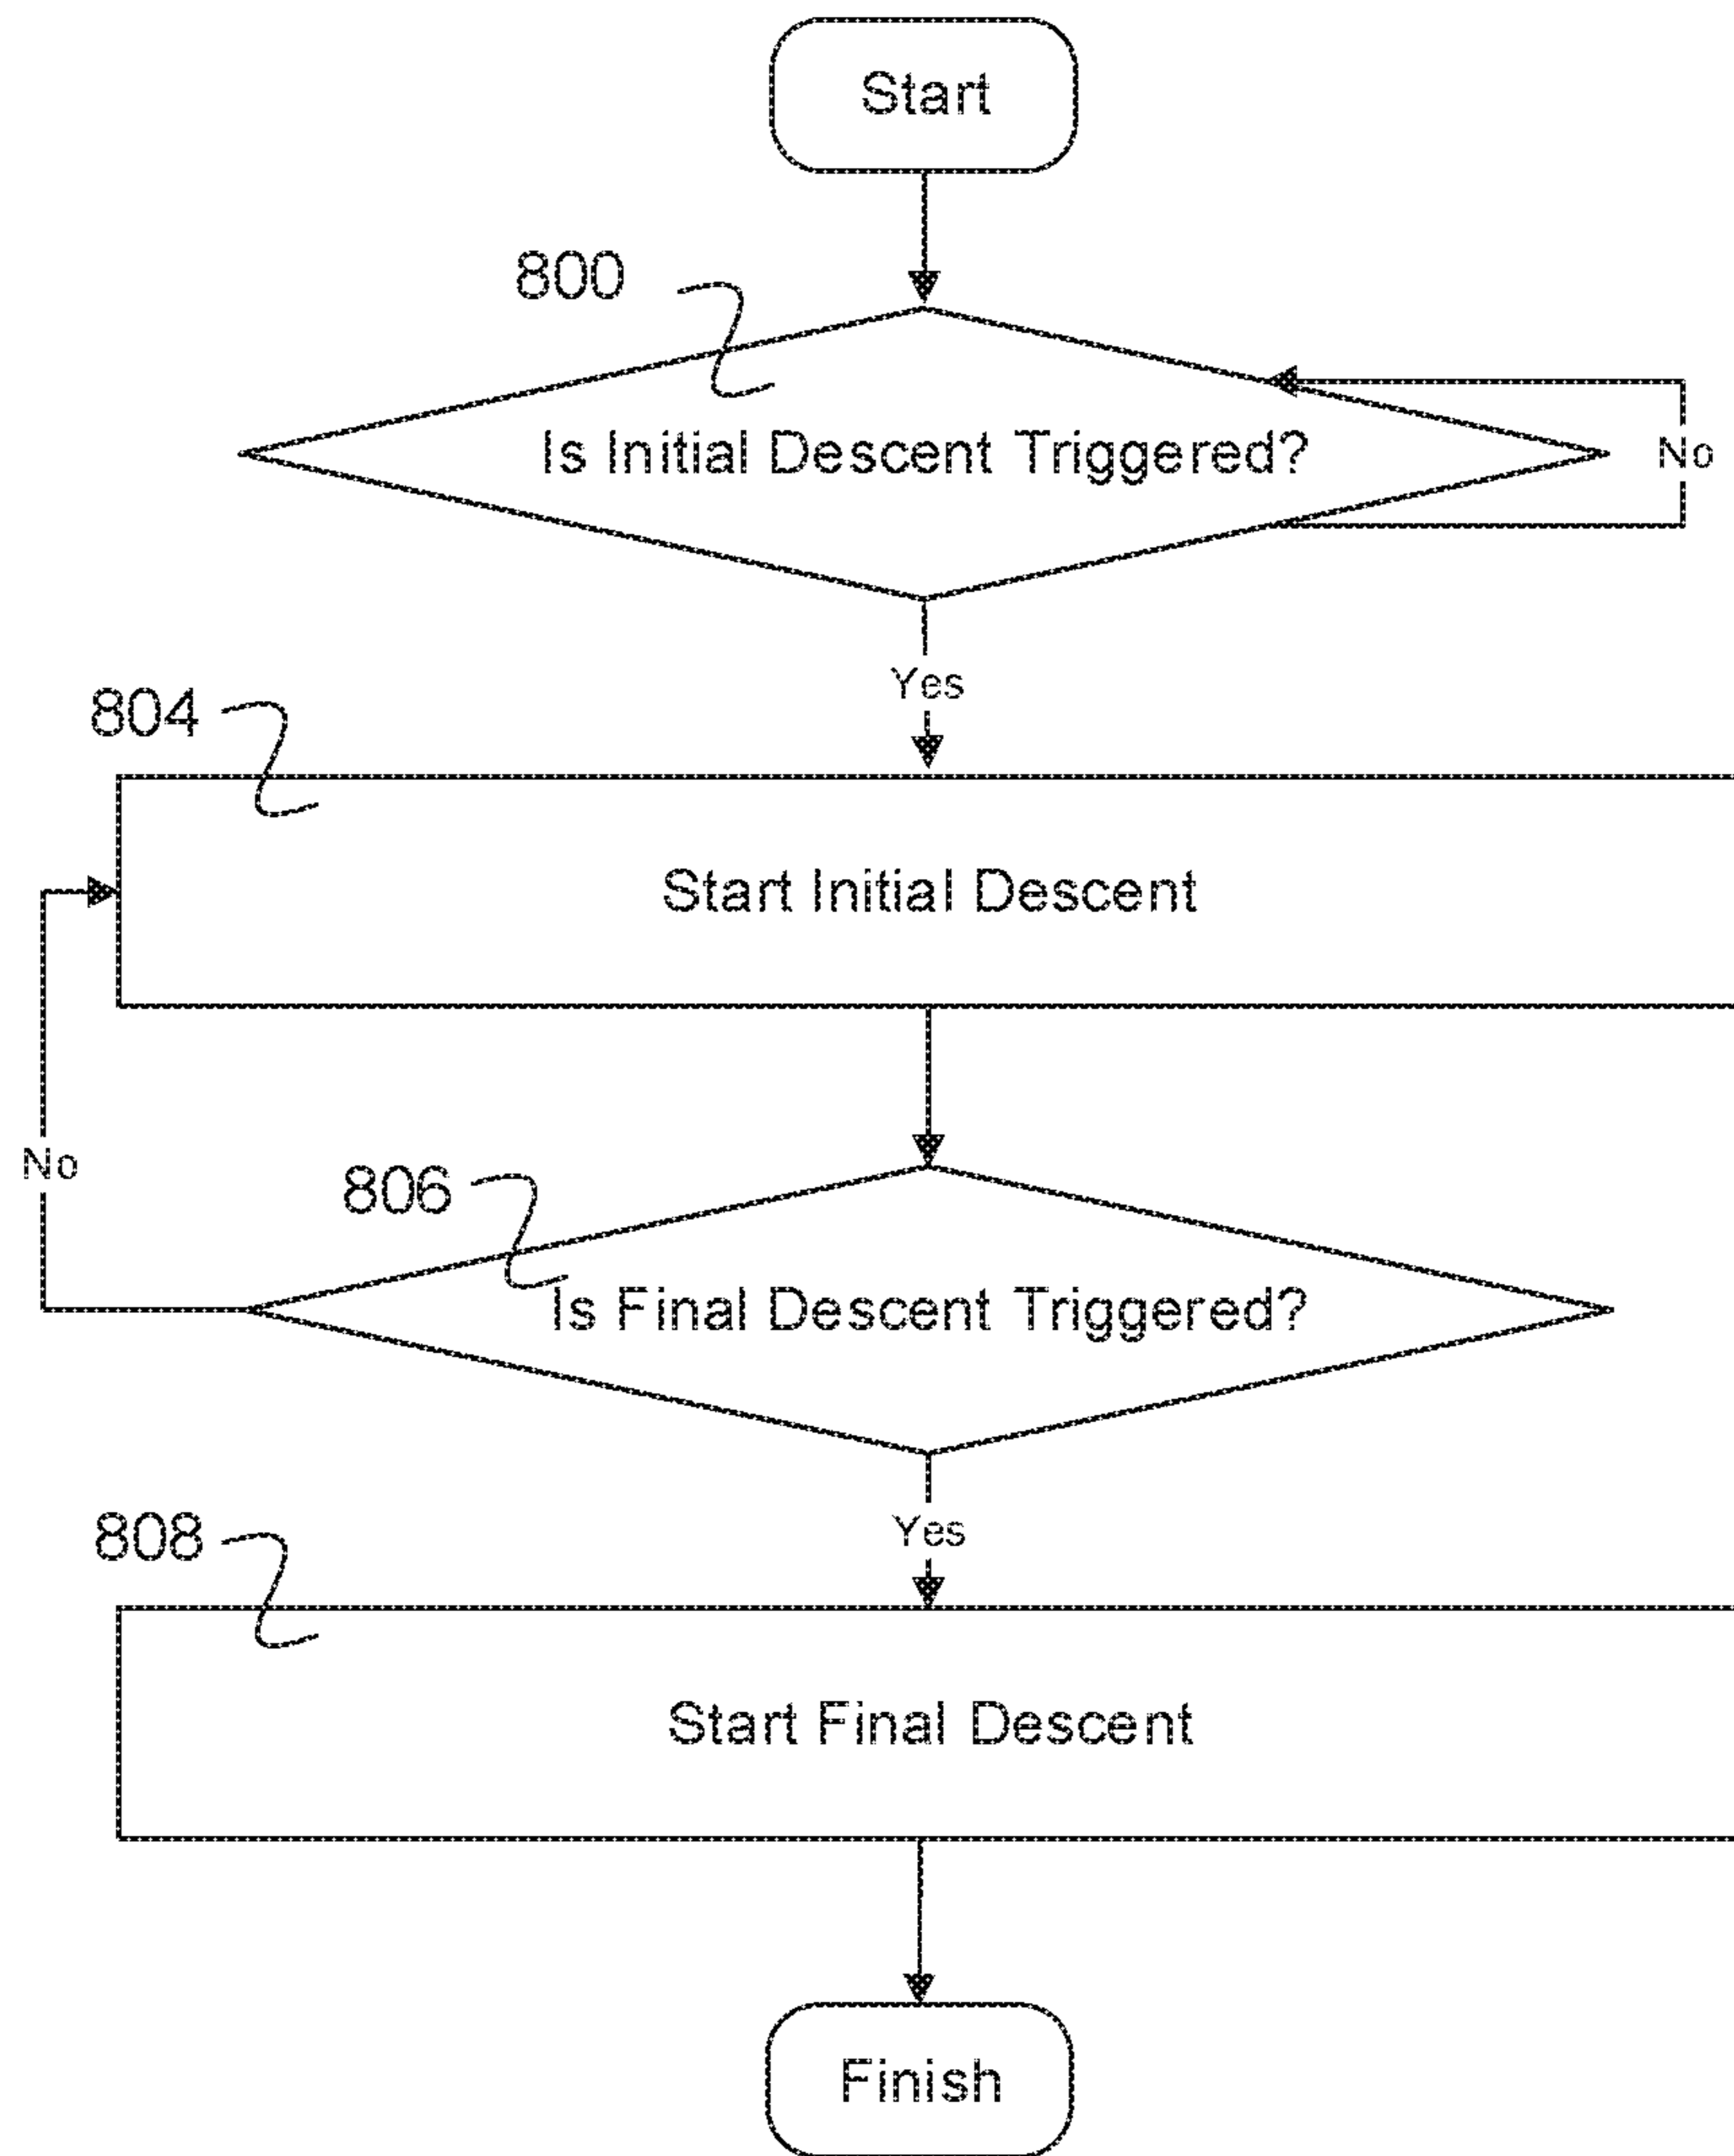 Start
800
Is Initial Descent Triggered?
No
Yes
804
Start Initial Descent
No
806
Is Final Descent Triggered?
Yes
808
Start Final Descent
Finish